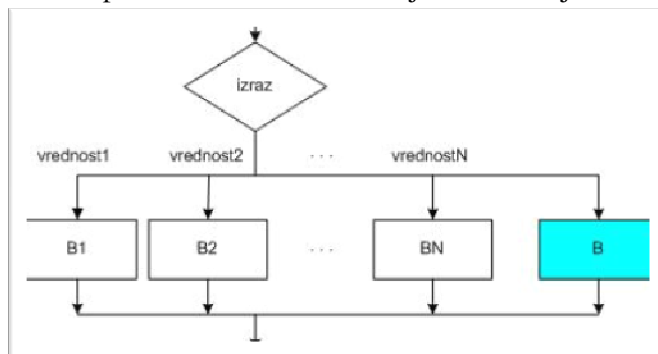 izraz
vrednost1 vrednost2 . . . vrednostN
B1 B2 . . . BN B